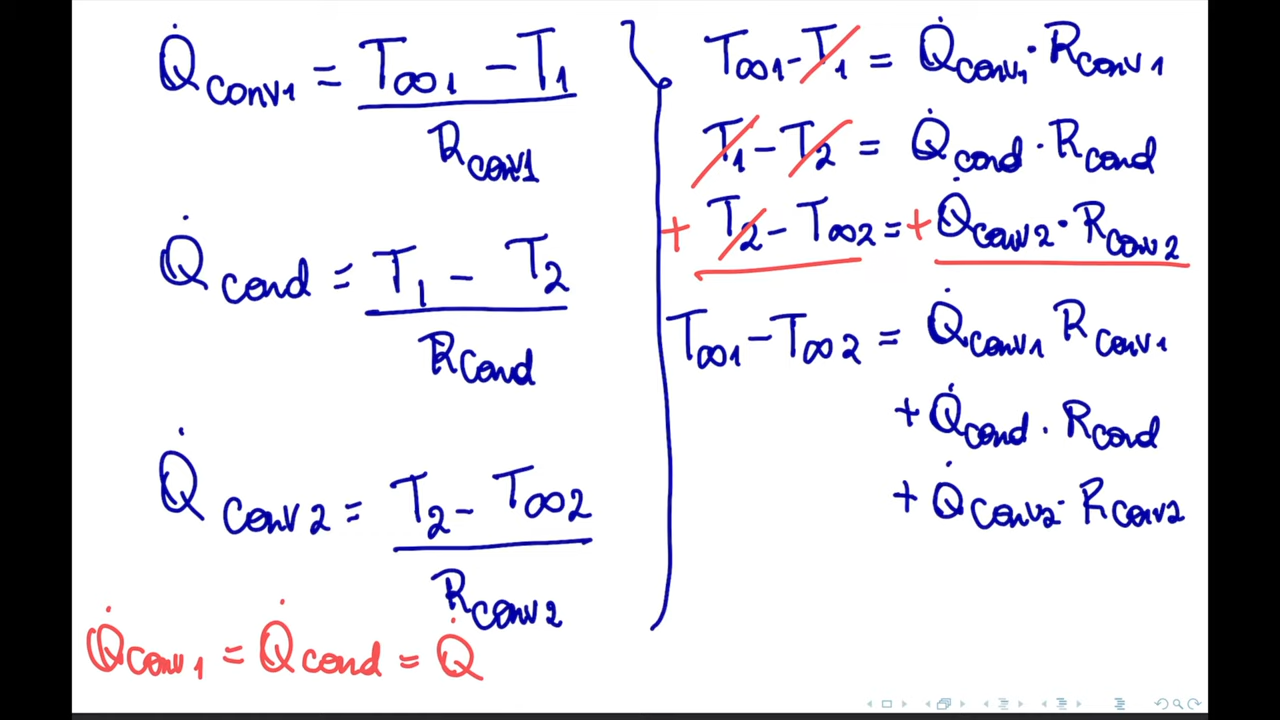 Q̇conv1 = T∞1 - T1
Rconv1
Q̇cond = T1 - T2
Rcond
Q̇conv2 = T2 - T∞2
Rconv2
Q̇conv1 = Q̇cond = Q̇
T∞1 - T1 = Q̇conv1 · Rconv1
T1 - T2 = Q̇cond · Rcond
+ T2 - T∞2 = + Q̇conv2 · Rconv2
T∞1 - T∞2 = Q̇conv1 Rconv1
+ Q̇cond · Rcond
+ Q̇conv2 · Rconv2